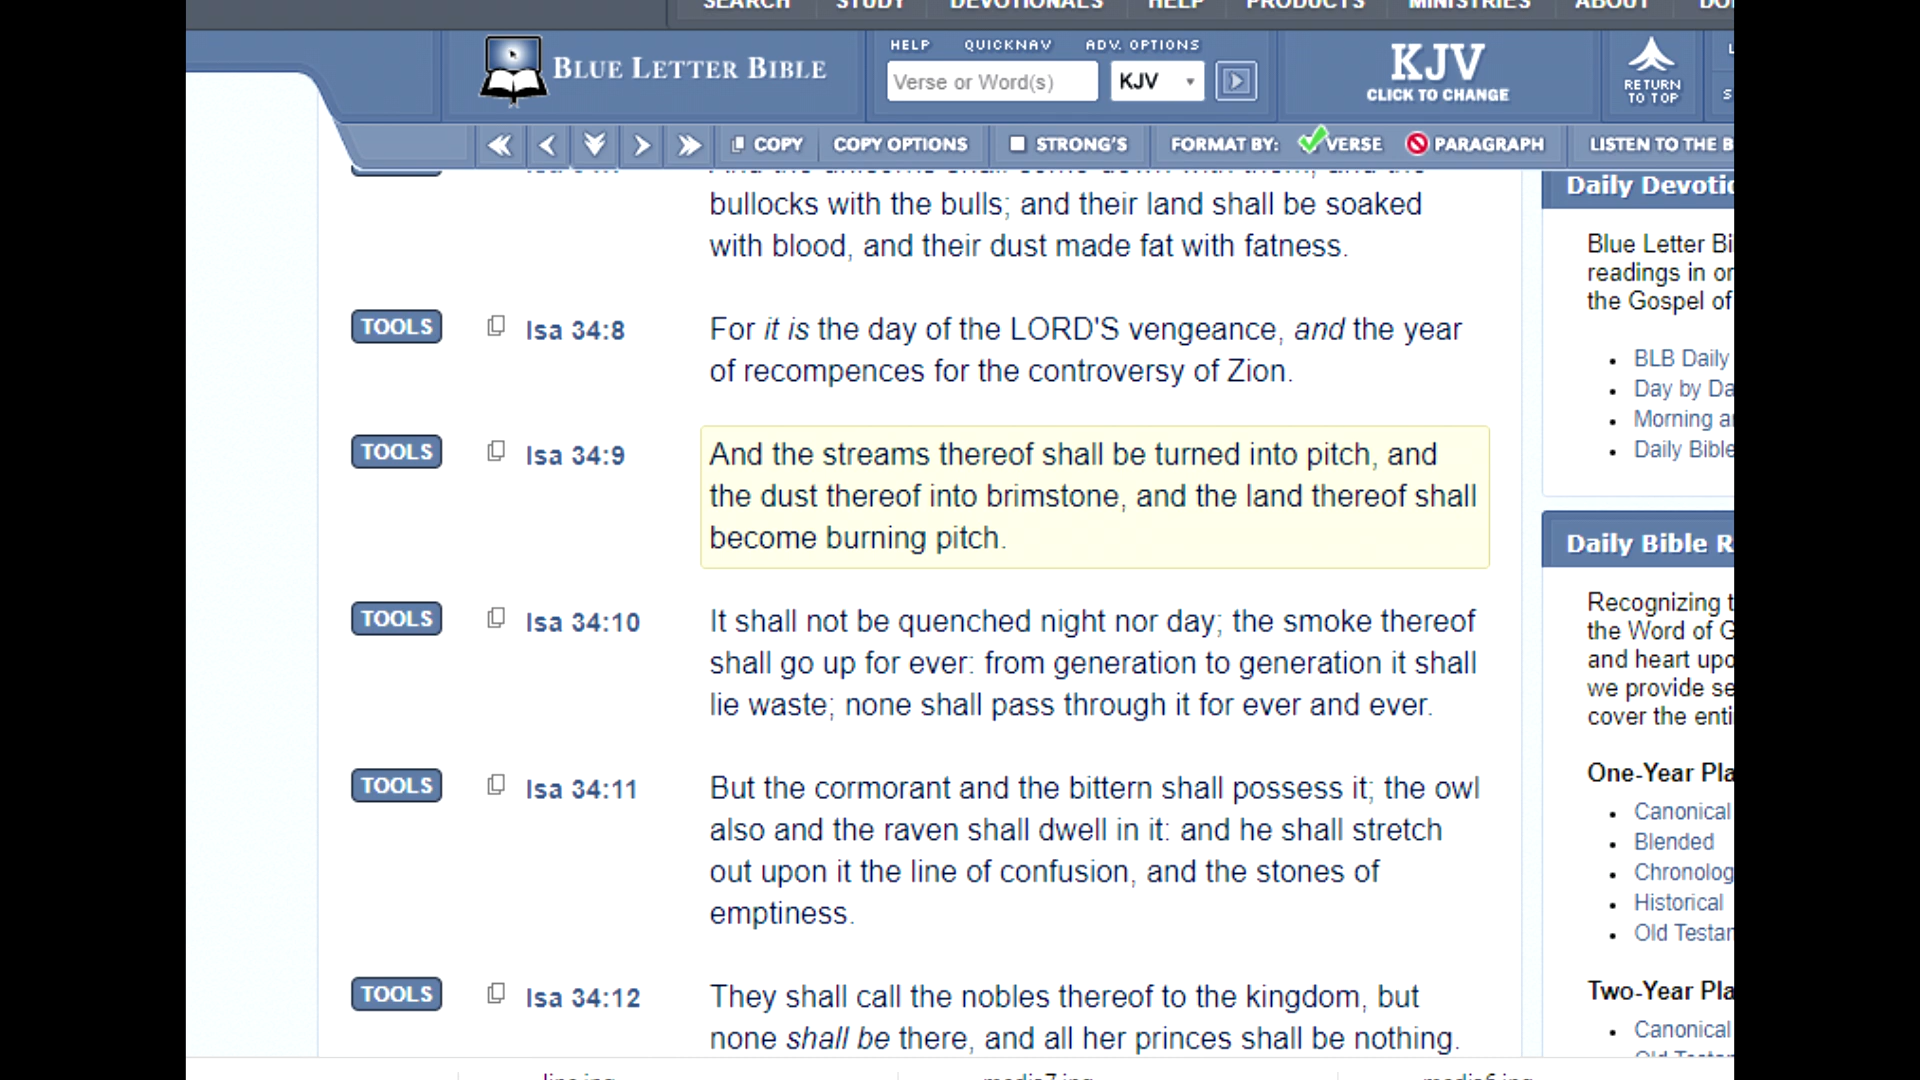 SEARCH STUDY DEVOTIONALS HELP PRODUCTS MINISTRIES ABOUT
BLUE LETTER BIBLE
HELP QUICKNAV ADV. OPTIONS
Verse or Word(s) KJV
KJV
CLICK TO CHANGE
RETURN
TO TOP
COPY COPY OPTIONS STRONG'S FORMAT BY: VERSE PARAGRAPH LISTEN TO THE B
bullocks with the bulls; and their land shall be soaked
with blood, and their dust made fat with fatness.
TOOLS Isa 34:8 For it is the day of the LORD'S vengeance, and the year
of recompences for the controversy of Zion.
TOOLS Isa 34:9 And the streams thereof shall be turned into pitch, and
the dust thereof into brimstone, and the land thereof shall
become burning pitch.
TOOLS Isa 34:10 It shall not be quenched night nor day; the smoke thereof
shall go up for ever: from generation to generation it shall
lie waste; none shall pass through it for ever and ever.
TOOLS Isa 34:11 But the cormorant and the bittern shall possess it; the owl
also and the raven shall dwell in it: and he shall stretch
out upon it the line of confusion, and the stones of
emptiness.
TOOLS Isa 34:12 They shall call the nobles thereof to the kingdom, but
none shall be there, and all her princes shall be nothing.
Daily Devotio
Blue Letter Bi
readings in or
the Gospel of
BLB Daily
Day by Da
Morning a
Daily Bible
Daily Bible R
Recognizing t
the Word of G
and heart upo
we provide se
cover the enti
One-Year Pla
Canonical
Blended
Chronolog
Historical
Old Testar
Two-Year Pla
Canonical